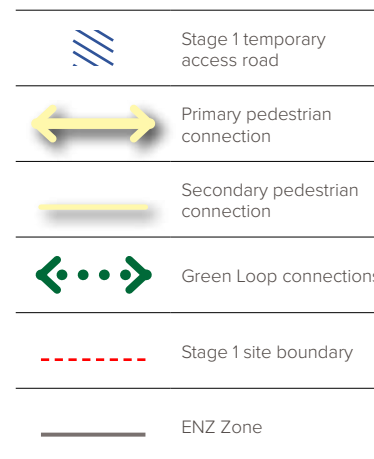 Stage 1 temporary
access road
Primary pedestrian
connection
Secondary pedestrian
connection
Green Loop connections
Stage 1 site boundary
ENZ Zone